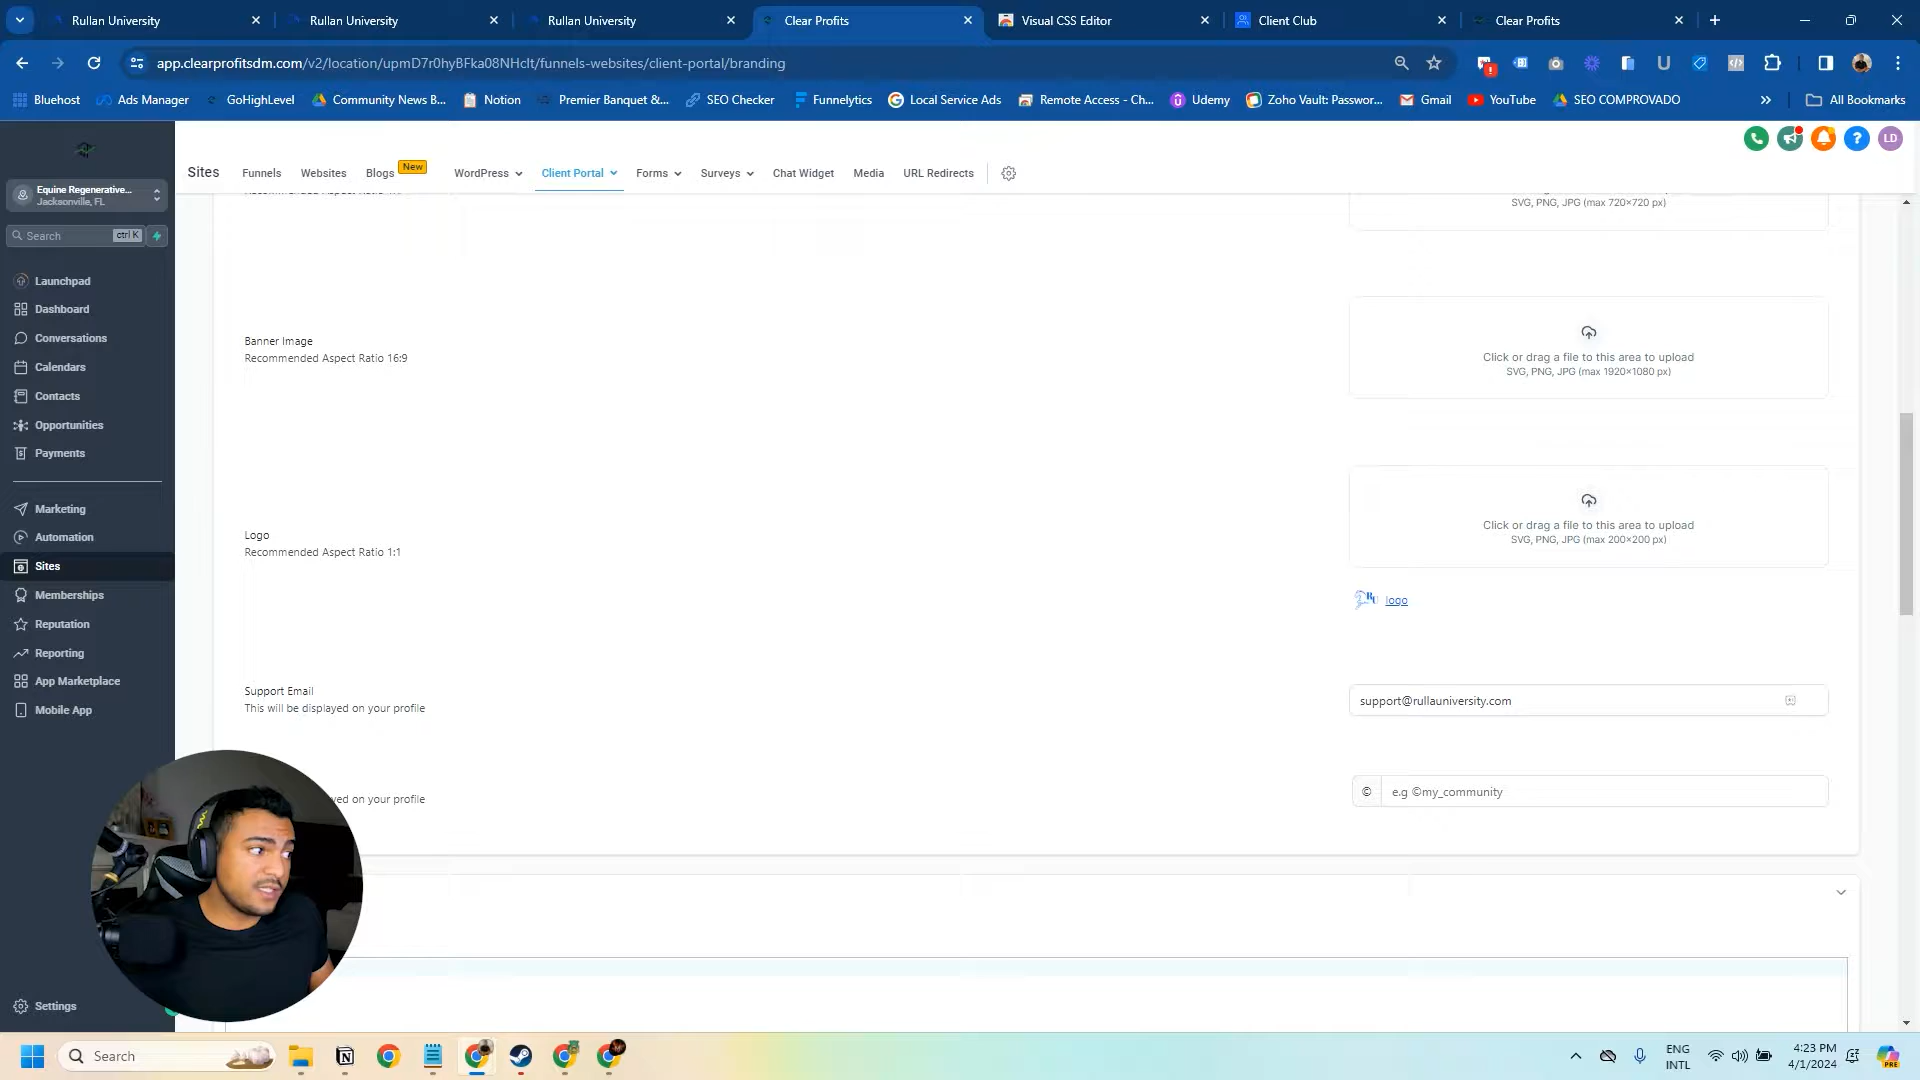 Rullan University
Rullan University
Rullan University
Clear Profits
Visual CSS Editor
Client Club
Clear Profits
app.clearprofitsdm.com/v2/location/upmD7r0hyBFka08NHclt/funnels-websites/client-portal/branding
Bluehost
Ads Manager
GoHighLevel
Community News B...
Notion
Premier Banquet &...
SEO Checker
Funnelytics
Local Service Ads
Remote Access - Ch...
Udemy
Zoho Vault: Passwor...
Gmail
YouTube
SEO COMPROVADO
All Bookmarks
LD
Sites
Funnels
Websites
Blogs
New
WordPress
Client Portal
Forms
Surveys
Chat Widget
Media
URL Redirects
Equine Regenerative...
Jacksonville, FL
Search
ctrl K
Launchpad
Dashboard
Conversations
Calendars
Contacts
Opportunities
Payments
Marketing
Automation
Sites
Memberships
Reputation
Reporting
App Marketplace
Mobile App
Settings
SVG, PNG, JPG (max 720×720 px)
Banner Image
Recommended Aspect Ratio 16:9
Click or drag a file to this area to upload
SVG, PNG, JPG (max 1920×1080 px)
Logo
Recommended Aspect Ratio 1:1
Click or drag a file to this area to upload
SVG, PNG, JPG (max 200×200 px)
RU
logo
Support Email
This will be displayed on your profile
support@rullauniversity.com
on your profile
©
e.g ©my_community
Search
ENG
INTL
4:23 PM
4/1/2024
PRE